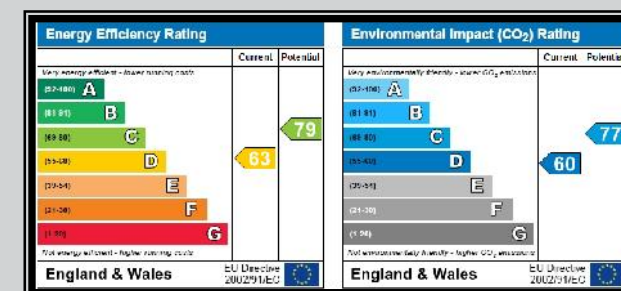 Energy Efficiency Rating
Current Potential
Very energy efficient - lower running costs
(92-100) A
(81-91) B
(69-80) C
(55-68) D
(39-54) E
(21-38) F
(1-20) G
63
79
Not energy efficient - higher running costs
England & Wales
EU Directive
2002/91/EC
Environmental Impact (CO2) Rating
Current Potential
Very environmentally friendly - lower CO2 emissions
(92-100) A
(81-91) B
(69-80) C
(55-68) D
(39-54) E
(21-38) F
(1-20) G
60
77
Not environmentally friendly - higher CO2 emissions
England & Wales
EU Directive
2002/91/EC